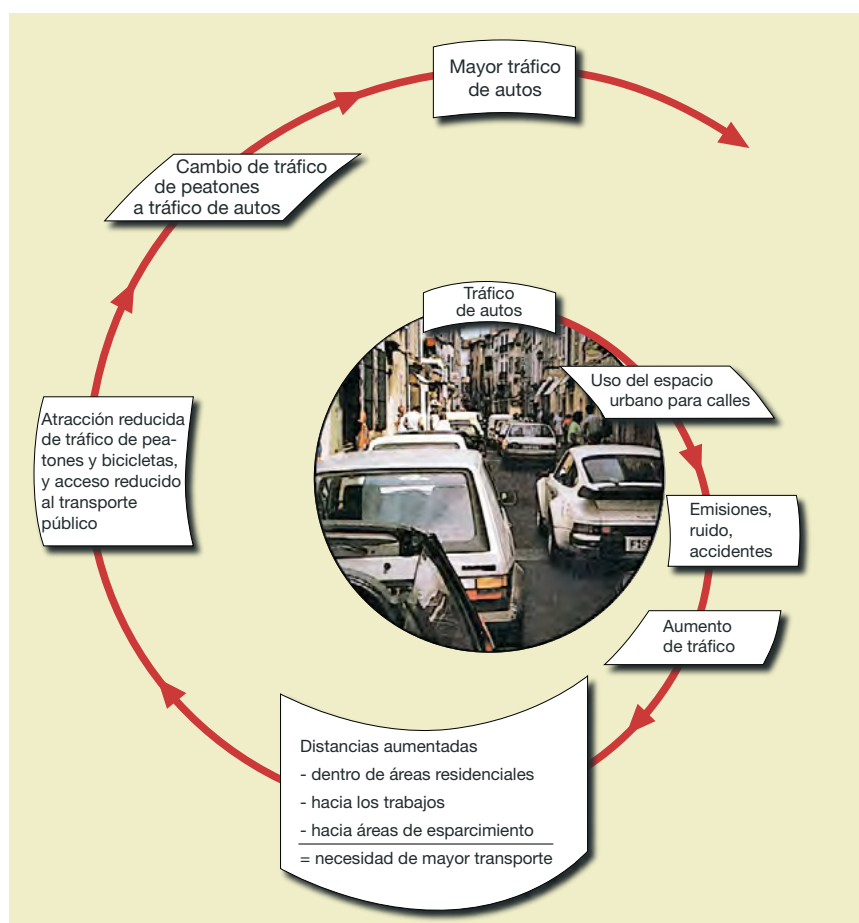 Mayor tráfico
de autos
Cambio de tráfico
de peatones
a tráfico de autos
Tráfico
de autos
Uso del espacio
urbano para calles
Atracción reducida
de tráfico de pea-
tones y bicicletas,
y acceso reducido
al transporte
público
Emisiones,
ruido,
accidentes
Aumento
de tráfico
Distancias aumentadas
- dentro de áreas residenciales
- hacia los trabajos
- hacia áreas de esparcimiento
= necesidad de mayor transporte